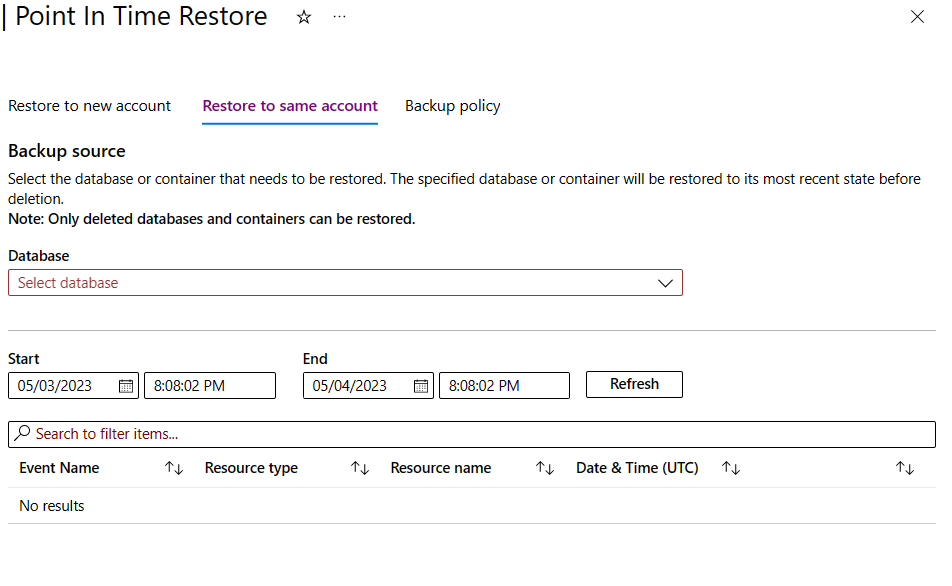 Point In Time Restore
Restore to new account Restore to same account Backup policy
Backup source
Select the database or container that needs to be restored. The specified database or container will be restored to its most recent state before
deletion.
Note: Only deleted databases and containers can be restored.
Database
Select database
Start End
05/03/2023 8:08:02 PM 05/04/2023 8:08:02 PM Refresh
Search to filter items...
Event Name Resource type Resource name Date & Time (UTC)
No results